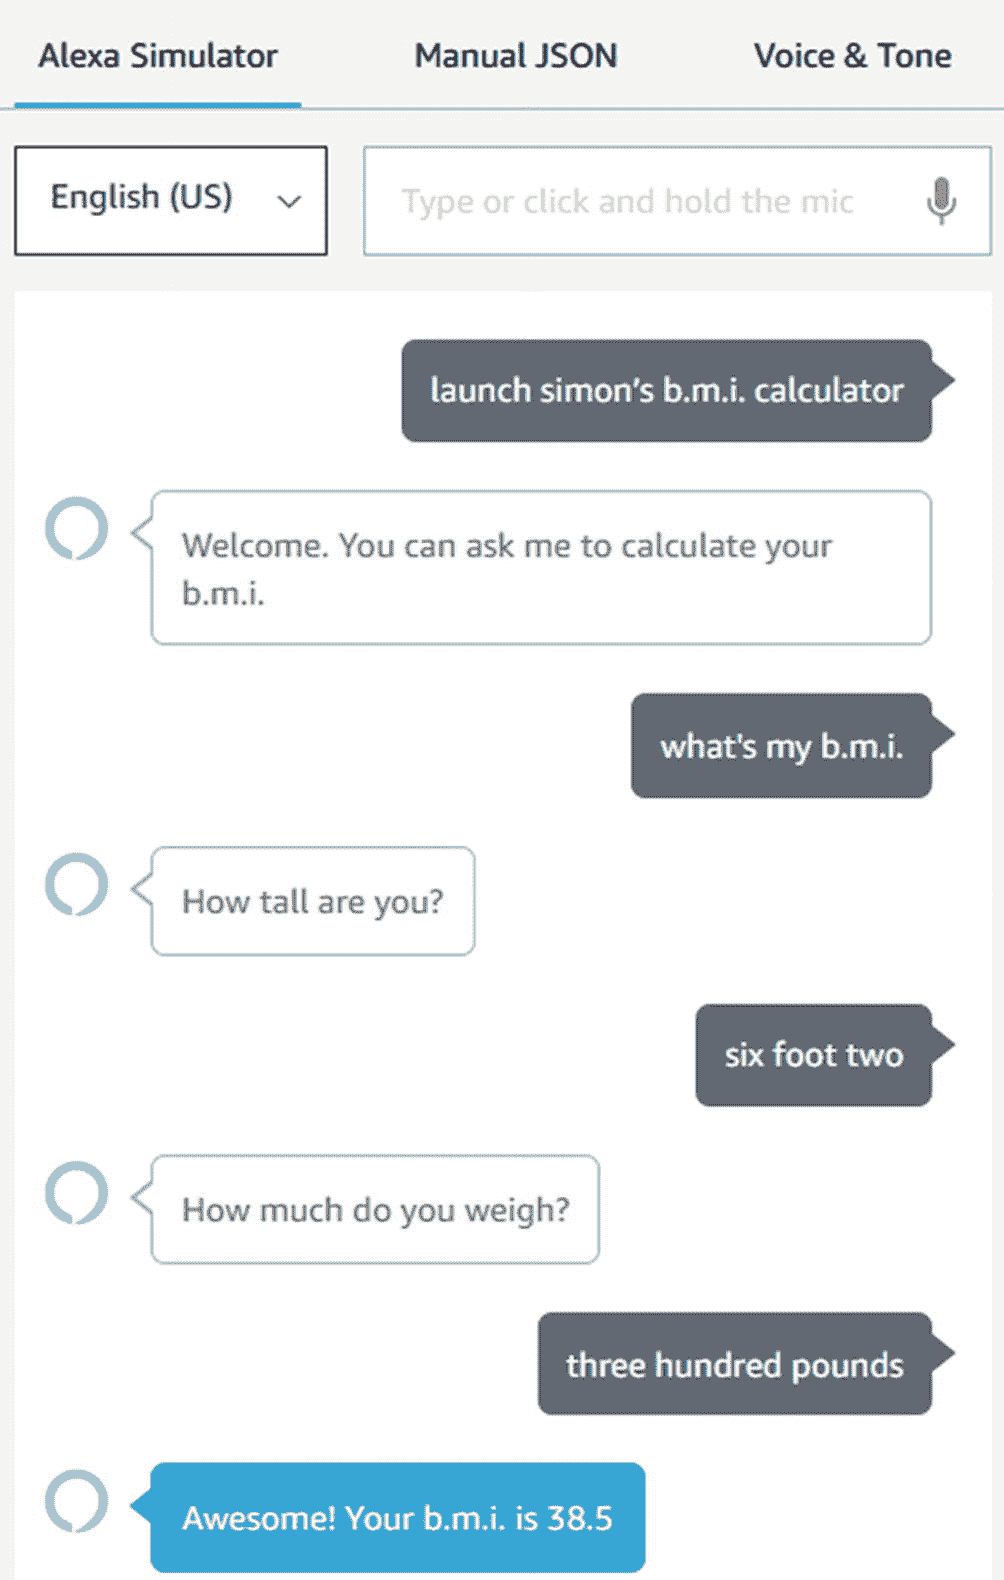 Alexa Simulator Manual JSON Voice & Tone
English (US) Type or click and hold the mic
launch simon's b.m.i. calculator
Welcome. You can ask me to calculate your
b.m.i.
what's my b.m.i.
How tall are you?
six foot two
How much do you weigh?
three hundred pounds
Awesome! Your b.m.i. is 38.5